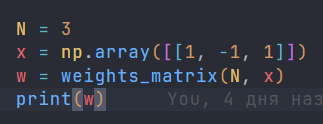 N = 3
x = np.array([[1, -1, 1]])
w = weights_matrix(N, x)
print(w) You, 4 дня наз